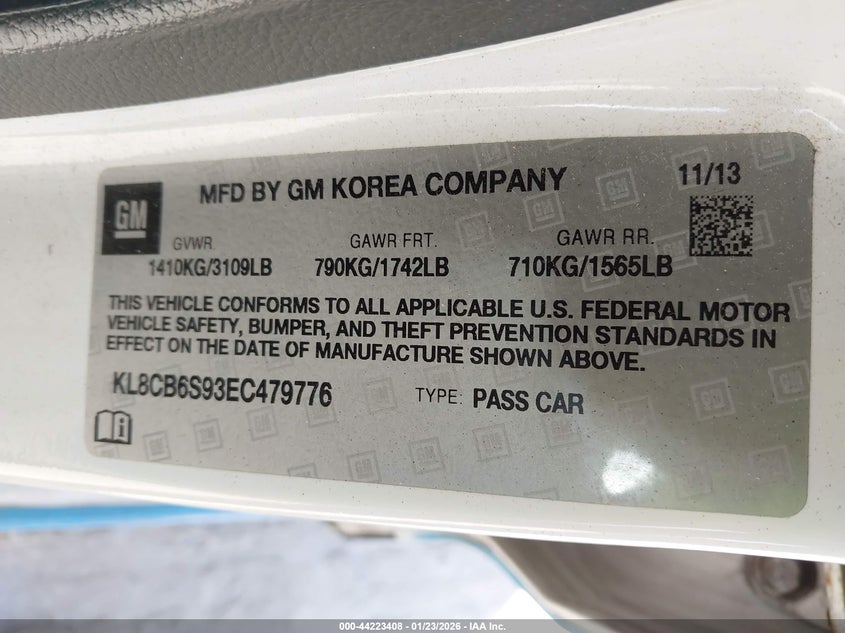 GM
MFD BY GM KOREA COMPANY
11/13
GVWR
GAWR FRT.
GAWR RR.
1410KG/3109LB
790KG/1742LB
710KG/1565LB
THIS VEHICLE CONFORMS TO ALL APPLICABLE U.S. FEDERAL MOTOR
VEHICLE SAFETY, BUMPER, AND THEFT PREVENTION STANDARDS IN
EFFECT ON THE DATE OF MANUFACTURE SHOWN ABOVE.
KL8CB6S93EC479776
TYPE: PASS CAR
000-44223408 - 01/23/2026 - IAA Inc.